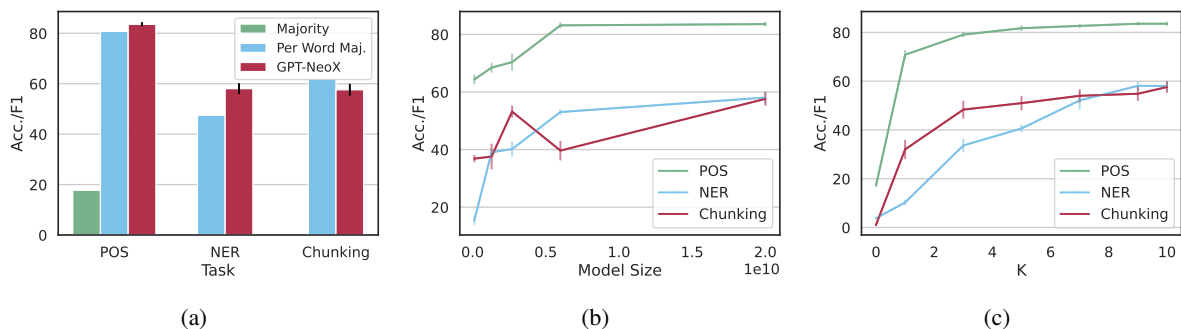 80
60
40
20
0
Acc./F1
Majority
Per Word Maj.
GPT-NeoX
POS
NER
Chunking
Task
(a)
80
60
40
20
Acc./F1
POS
NER
Chunking
0.0
0.5
1.0
1.5
2.0
1e10
Model Size
(b)
80
60
40
20
0
Acc./F1
POS
NER
Chunking
0
2
4
6
8
10
K
(c)